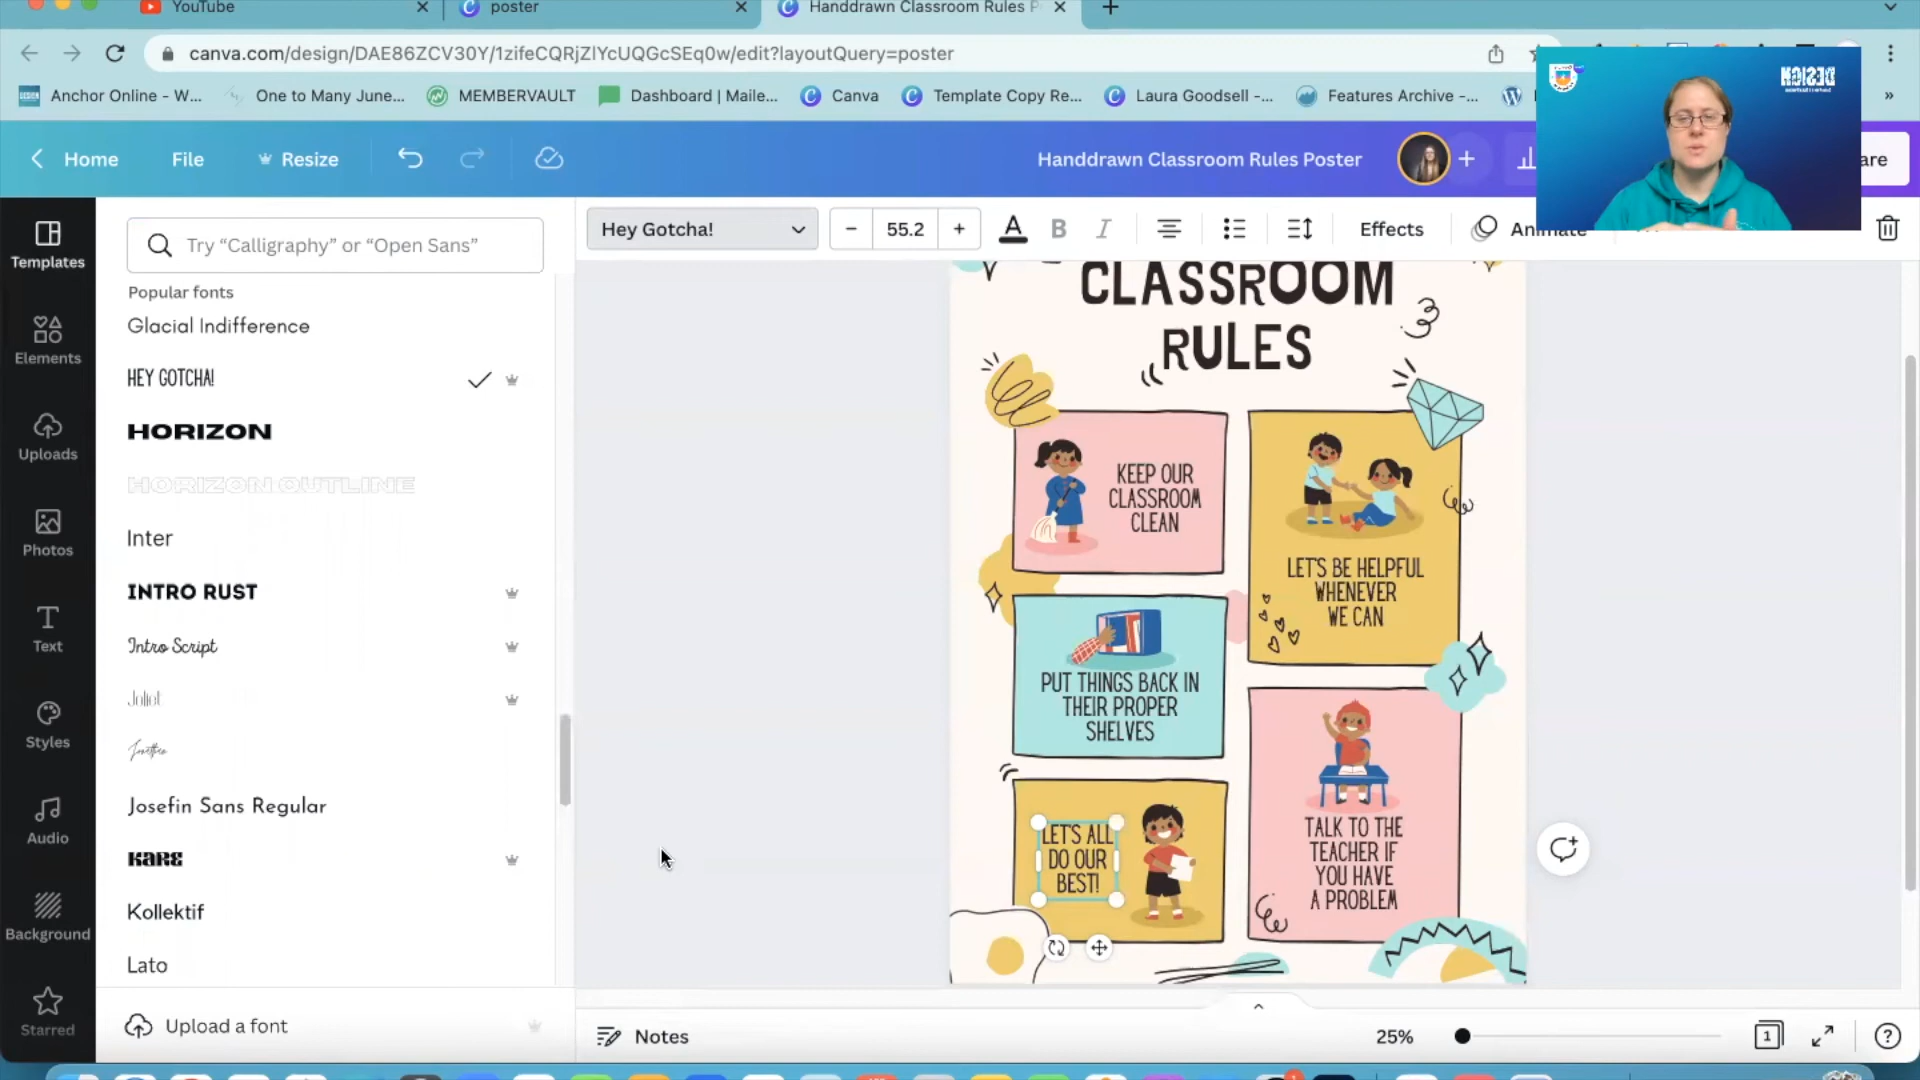 YouTube
poster
Handdrawn Classroom Rules P
canva.com/design/DAE86ZCV30Y/1zifeCQRjZlYcUQGcSEq0w/edit?layoutQuery=poster
Anchor Online - W...
One to Many June...
MEMBERVAULT
Dashboard | Maile...
Canva
Template Copy Re...
Laura Goodsell -...
Features Archive -...
»
Home
File
Resize
Handdrawn Classroom Rules Poster
are
Templates
Elements
Uploads
Photos
Text
Styles
Audio
Background
Starred
Try “Calligraphy” or “Open Sans”
Popular fonts
Glacial Indifference
HEY GOTCHA!
HORIZON
HORIZON OUTLINE
Inter
INTRO RUST
Intro Script
Juliet
Josefin Sans Regular
KARE
Kollektif
Lato
Upload a font
Hey Gotcha!
− 55.2 +
A B I
Effects
Animate
CLASSROOM
RULES
KEEP OUR
CLASSROOM
CLEAN
LET'S BE HELPFUL
WHENEVER
WE CAN
PUT THINGS BACK IN
THEIR PROPER
SHELVES
LET'S ALL
DO OUR
BEST!
TALK TO THE
TEACHER IF
YOU HAVE
A PROBLEM
Notes
25%
1
?